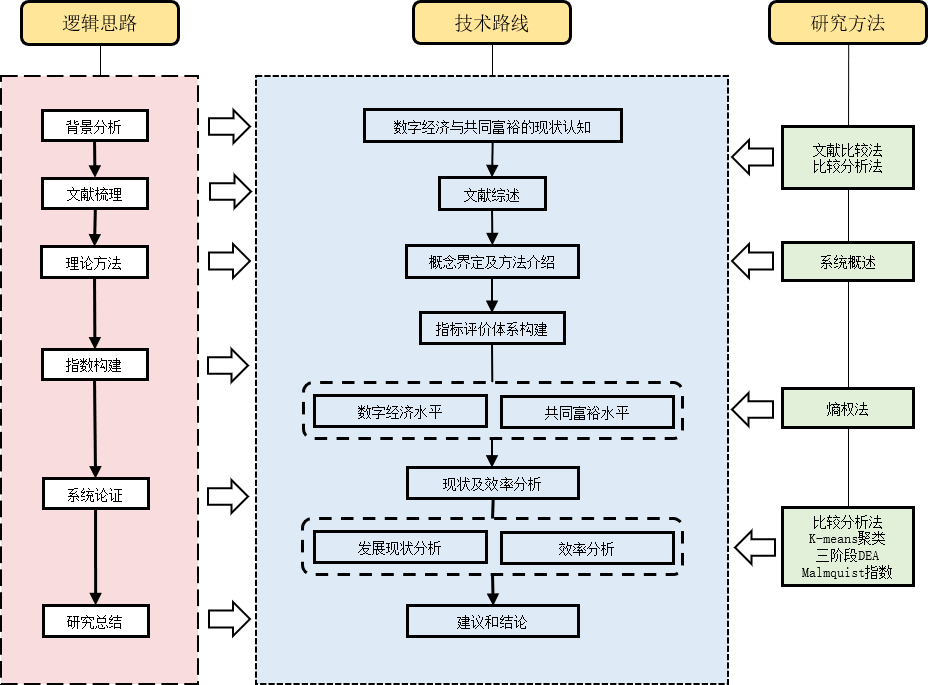 逻辑思路
技术路线
研究方法
背景分析
文献梳理
理论方法
指数构建
系统论证
研究总结
数字经济与共同富裕的现状认知
文献综述
概念界定及方法介绍
指标评价体系构建
数字经济水平
共同富裕水平
现状及效率分析
发展现状分析
效率分析
建议和结论
文献比较法
比较分析法
系统概述
熵权法
比较分析法
K-means聚类
三阶段DEA
Malmquist指数